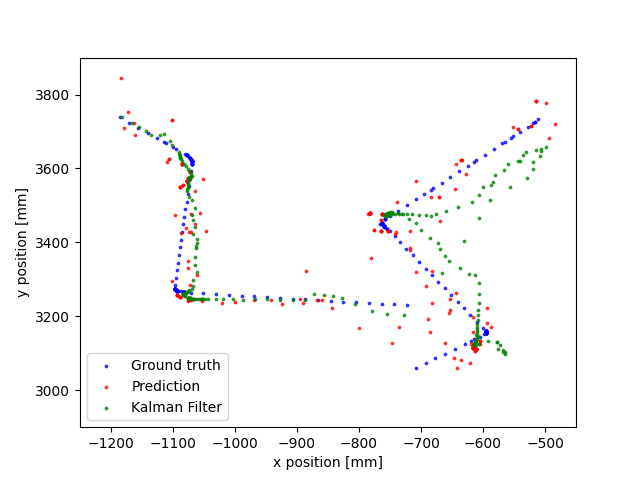 3800
3600
3400
3200
3000
y position [mm]
Ground truth
Prediction
Kalman Filter
−1200 −1100 −1000 −900 −800 −700 −600 −500
x position [mm]